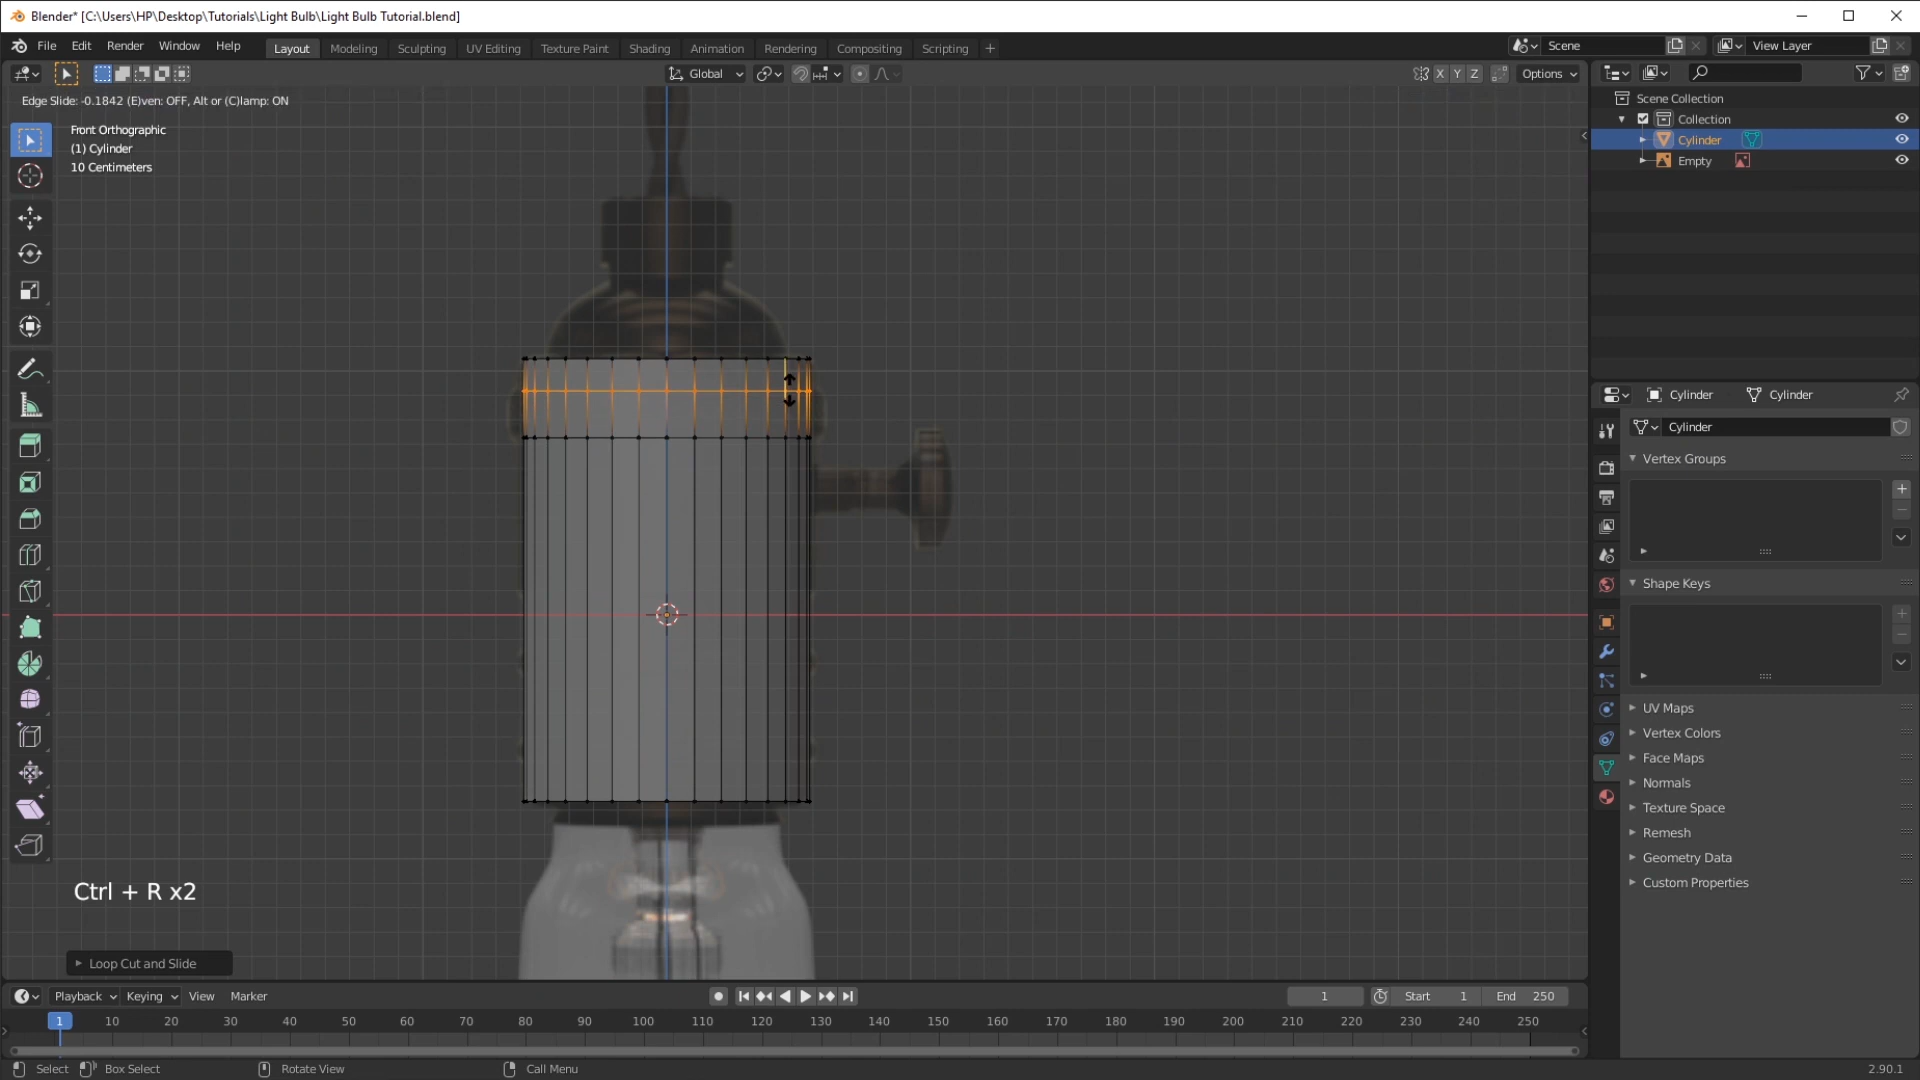 Blender* [C:\Users\HP\Desktop\Tutorials\Light Bulb\Light Bulb Tutorial.blend]
File Edit Render Window Help Layout Modeling Sculpting UV Editing Texture Paint Shading Animation Rendering Compositing Scripting + Scene View Layer
Global X Y Z Options
Edge Slide: -0.1842 (E)ven: OFF, Alt or (C)lamp: ON
Front Orthographic
(1) Cylinder
10 Centimeters
Ctrl + R x2
Loop Cut and Slide
Scene Collection
Collection
Cylinder
Empty
Cylinder Cylinder
Cylinder
Vertex Groups
Shape Keys
UV Maps
Vertex Colors
Face Maps
Normals
Texture Space
Remesh
Geometry Data
Custom Properties
Playback Keying View Marker 1 Start 1 End 250
1 10 20 30 40 50 60 70 80 90 100 110 120 130 140 150 160 170 180 190 200 210 220 230 240 250
Select Box Select Rotate View Call Menu 2.90.1